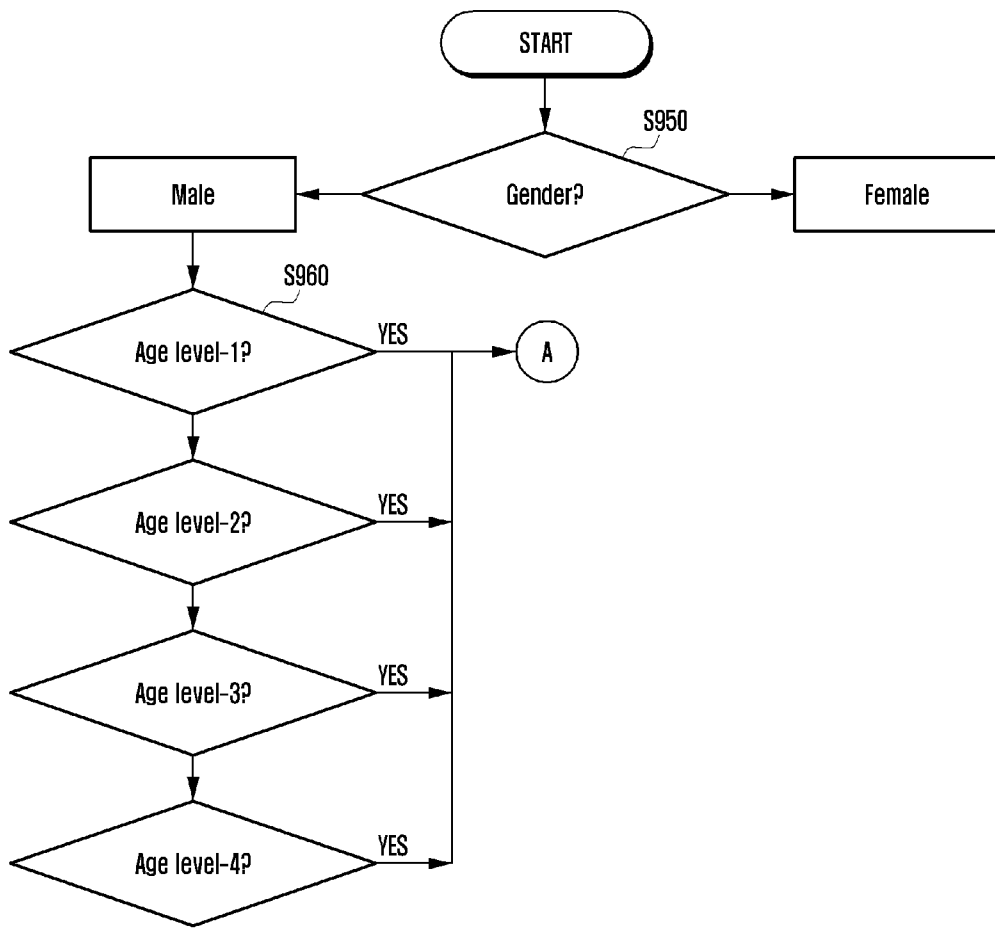 START
S950
Male
Gender?
Female
S960
Age level-1?
YES
A
Age level-2?
YES
Age level-3?
YES
Age level-4?
YES